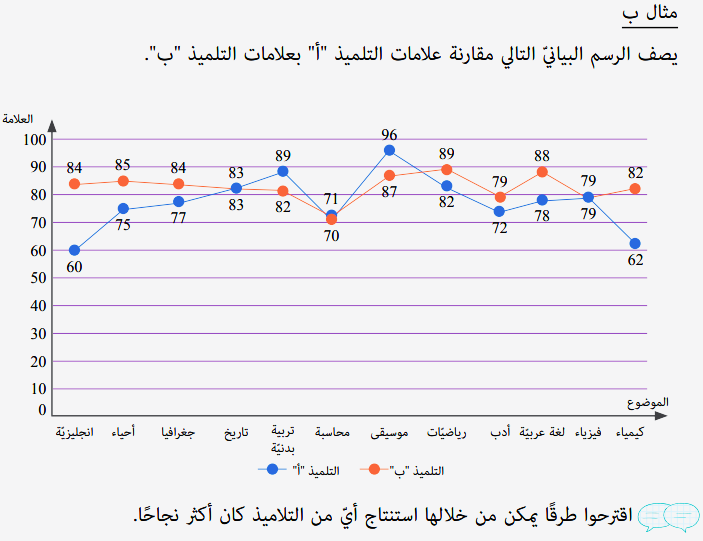 مثال ب
يصف الرسم البيانيّ التالي مقارنة علامات التلميذ "أ" بعلامات التلميذ "ب".
العلامة
100
90
80
70
60
50
40
30
20
10
0
84 85 84 83 89 71 96 89 79 88 79 82
60 75 77 83 82 70 87 82 72 78 79 62
الموضوع
انجليزيّة أحياء جغرافيا تاريخ تربية بدنيّة محاسبة موسيقى رياضيّات أدب لغة عربيّة فيزياء كيمياء
التلميذ "أ" التلميذ "ب"
اقترحوا طرقًا يمكن من خلالها استنتاج أيّ من التلاميذ كان أكثر نجاحًا.